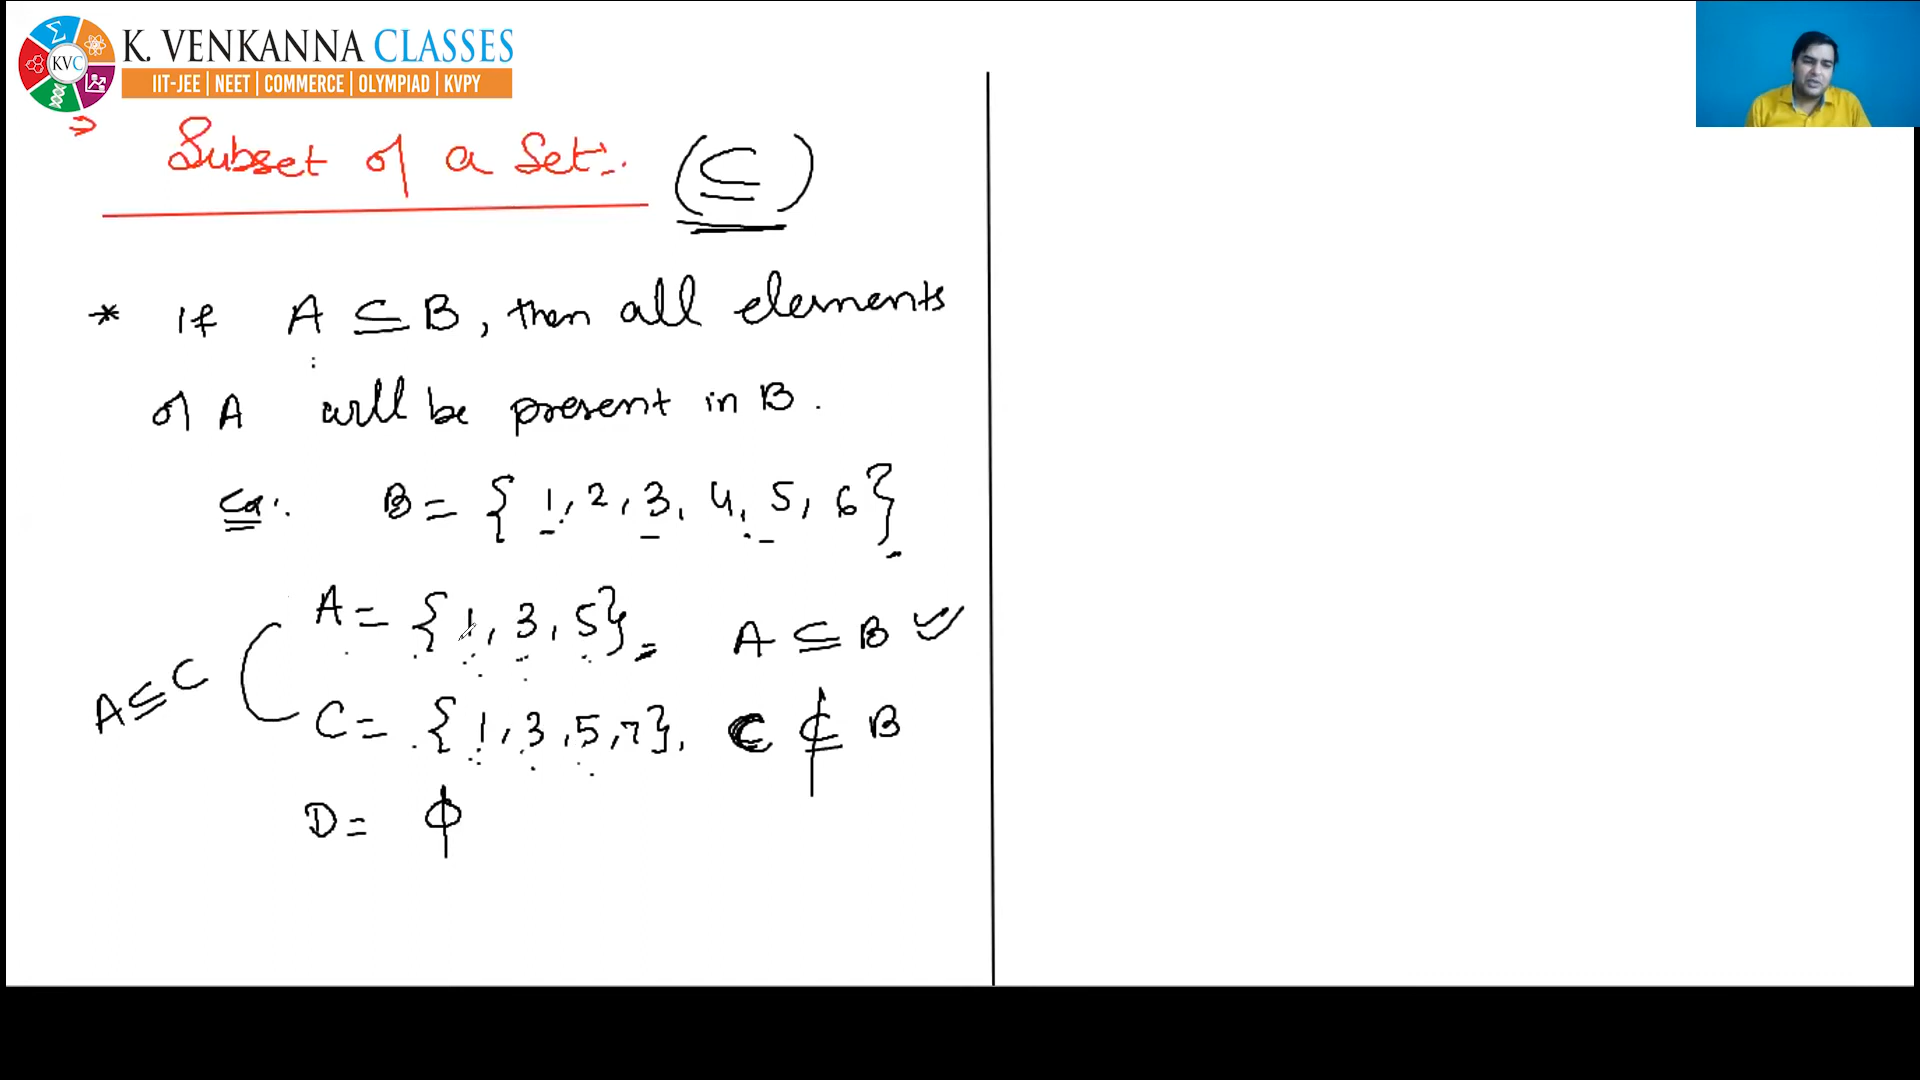 K. VENKANNA CLASSES
KVC
IIT-JEE | NEET | COMMERCE | OLYMPIAD | KVPY
⇒ Subset of a Set:- (⊆)
* If A ⊆ B, then all elements
of A will be present in B.
Ex:. B = { 1, 2, 3, 4, 5, 6 }
A = { 1, 3, 5 } A ⊆ B ✓
A ⊆ C
C = { 1, 3, 5, 7 }, C ⊈ B
D = ϕ